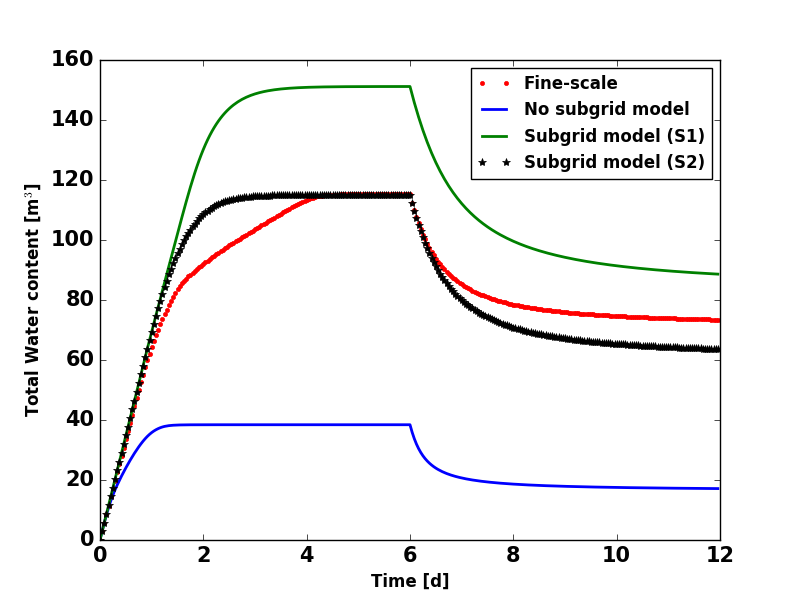 160
140
120
100
80
60
40
20
0
0 2 4 6 8 10 12
Total Water content [m³]
Time [d]
Fine-scale
No subgrid model
Subgrid model (S1)
Subgrid model (S2)